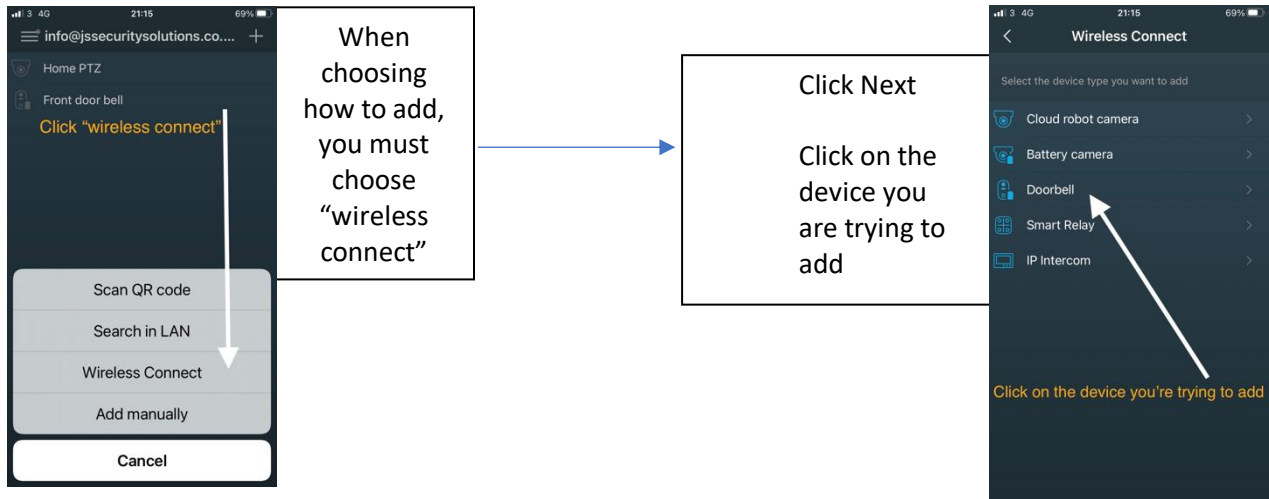 3 4G 21:15 69%
info@jssecuritysolutions.co.... +
Home PTZ
Front door bell
Click “wireless connect”
Scan QR code
Search in LAN
Wireless Connect
Add manually
Cancel
When
choosing
how to add,
you must
choose
“wireless
connect”
Click Next
Click on the
device you
are trying to
add
3 4G 21:15 69%
Wireless Connect
Select the device type you want to add
Cloud robot camera
Battery camera
Doorbell
Smart Relay
IP Intercom
Click on the device you’re trying to add